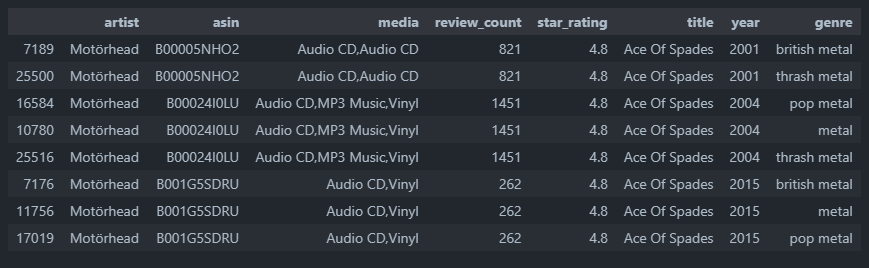 artist asin media review_count star_rating title year genre
7189 Motörhead B00005NHO2 Audio CD,Audio CD 821 4.8 Ace Of Spades 2001 british metal
25500 Motörhead B00005NHO2 Audio CD,Audio CD 821 4.8 Ace Of Spades 2001 thrash metal
16584 Motörhead B00024I0LU Audio CD,MP3 Music,Vinyl 1451 4.8 Ace Of Spades 2004 pop metal
10780 Motörhead B00024I0LU Audio CD,MP3 Music,Vinyl 1451 4.8 Ace Of Spades 2004 metal
25516 Motörhead B00024I0LU Audio CD,MP3 Music,Vinyl 1451 4.8 Ace Of Spades 2004 thrash metal
7176 Motörhead B001G5SDRU Audio CD,Vinyl 262 4.8 Ace Of Spades 2015 british metal
11756 Motörhead B001G5SDRU Audio CD,Vinyl 262 4.8 Ace Of Spades 2015 metal
17019 Motörhead B001G5SDRU Audio CD,Vinyl 262 4.8 Ace Of Spades 2015 pop metal